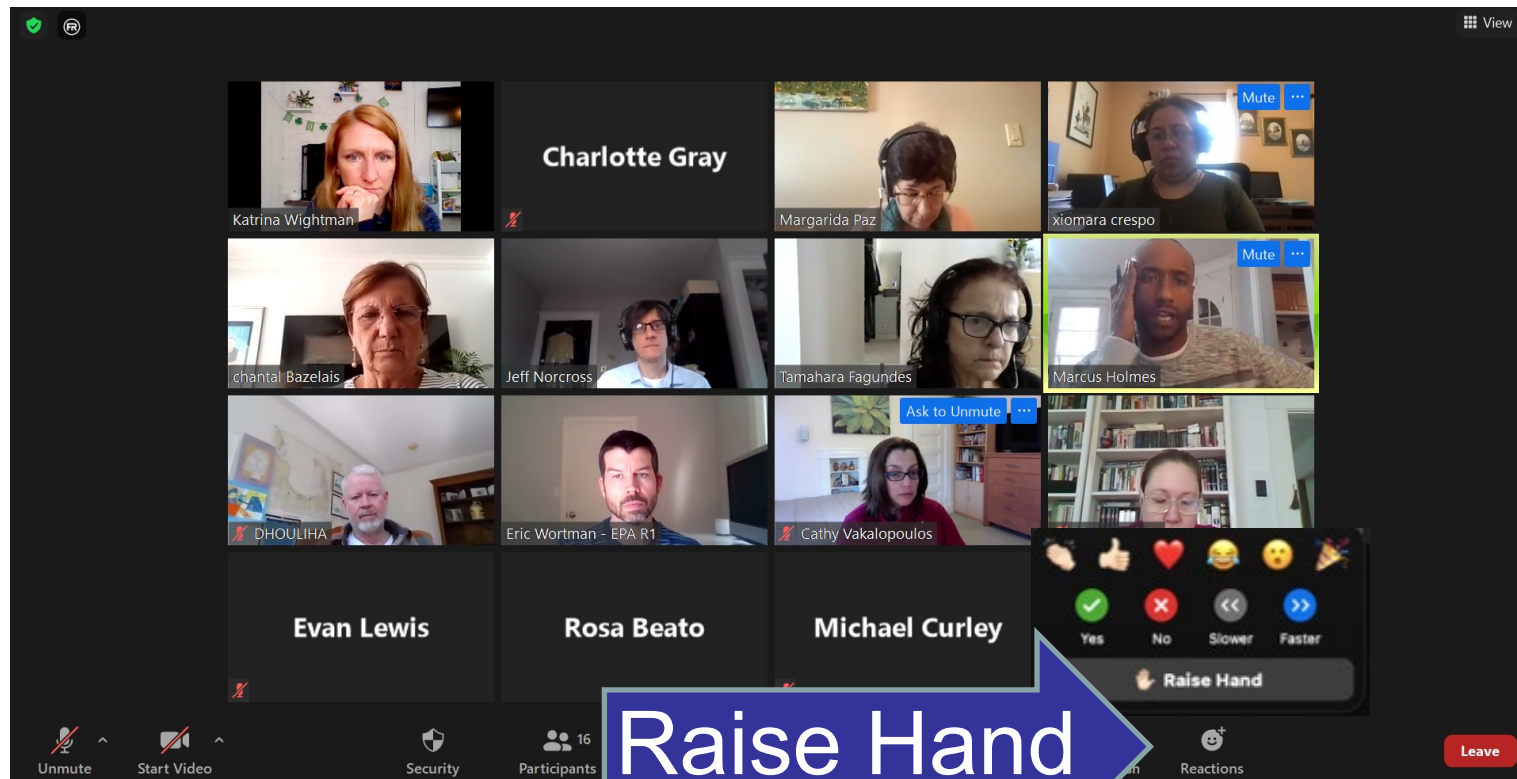 FR
View
Charlotte Gray
Mute ...
Katrina Wightman
Margarida Paz
xiomara crespo
Mute ...
chantal Bazelais
Jeff Norcross
Tamahara Fagundes
Marcus Holmes
Ask to Unmute ...
DHOULIHA
Eric Wortman - EPA R1
Cathy Vakalopoulos
Evan Lewis
Rosa Beato
Michael Curley
Yes
No
Slower
Faster
Raise Hand
Raise Hand
16
Unmute
Start Video
Security
Participants
Reactions
Leave